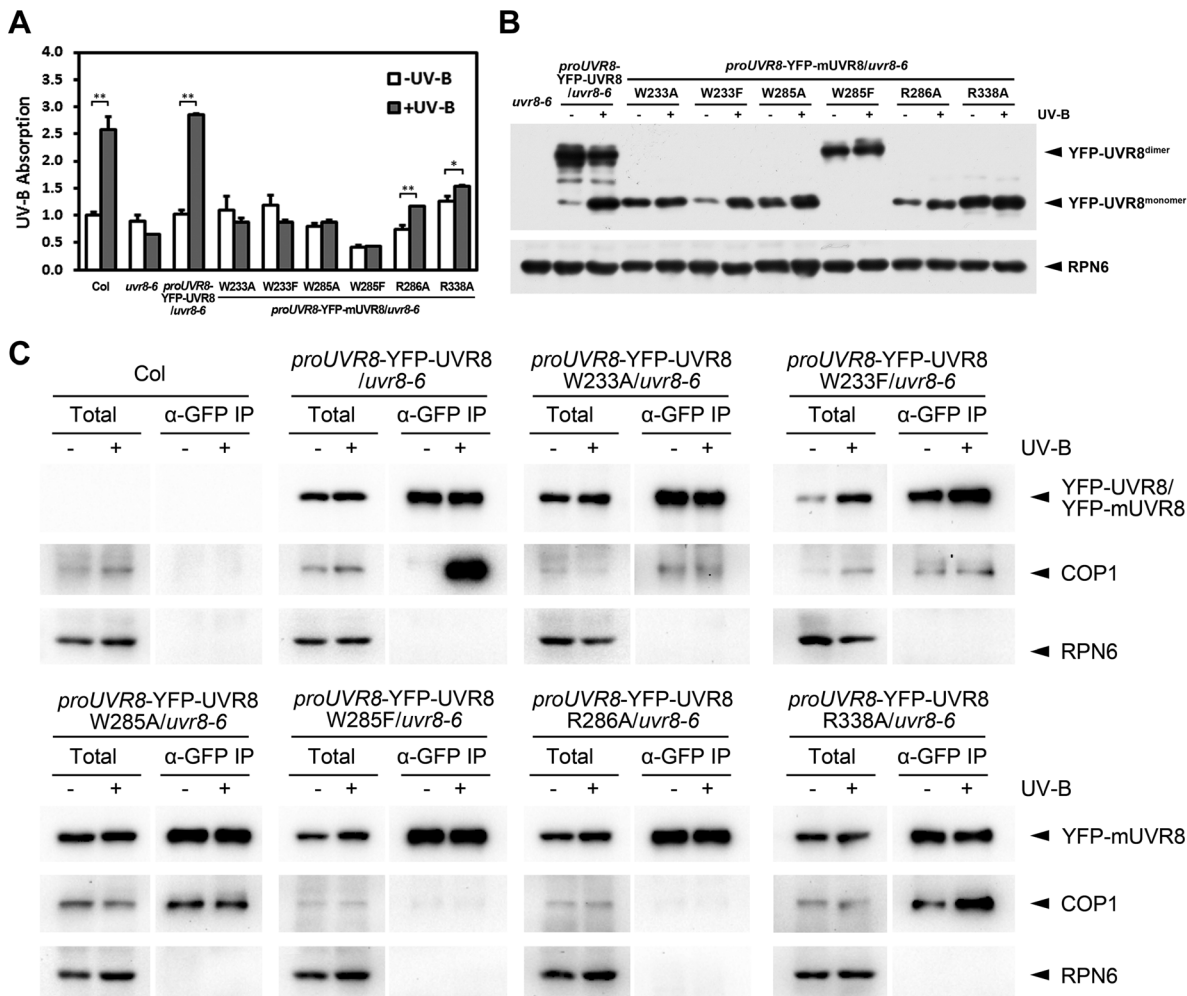 A
4.0
3.5
3.0
2.5
2.0
1.5
1.0
0.5
0.0
UV-B Absorption
-UV-B
+UV-B
** ** ** *
Col uvr8-6 proUVR8- W233A W233F W285A W285F R286A R338A
YFP-UVR8
/uvr8-6
proUVR8-YFP-mUVR8/uvr8-6
B
proUVR8-
YFP-UVR8
/uvr8-6
proUVR8-YFP-mUVR8/uvr8-6
uvr8-6 W233A W233F W285A W285F R286A R338A
- + - + - + - + - + - + - + UV-B
YFP-UVR8dimer
YFP-UVR8monomer
RPN6
C
Col
proUVR8-YFP-UVR8
/uvr8-6
proUVR8-YFP-UVR8
W233A/uvr8-6
proUVR8-YFP-UVR8
W233F/uvr8-6
Total α-GFP IP Total α-GFP IP Total α-GFP IP Total α-GFP IP
- + - + - + - + - + - + - + - + UV-B
YFP-UVR8/
YFP-mUVR8
COP1
RPN6
proUVR8-YFP-UVR8
W285A/uvr8-6
proUVR8-YFP-UVR8
W285F/uvr8-6
proUVR8-YFP-UVR8
R286A/uvr8-6
proUVR8-YFP-UVR8
R338A/uvr8-6
Total α-GFP IP Total α-GFP IP Total α-GFP IP Total α-GFP IP
- + - + - + - + - + - + - + - + UV-B
YFP-mUVR8
COP1
RPN6